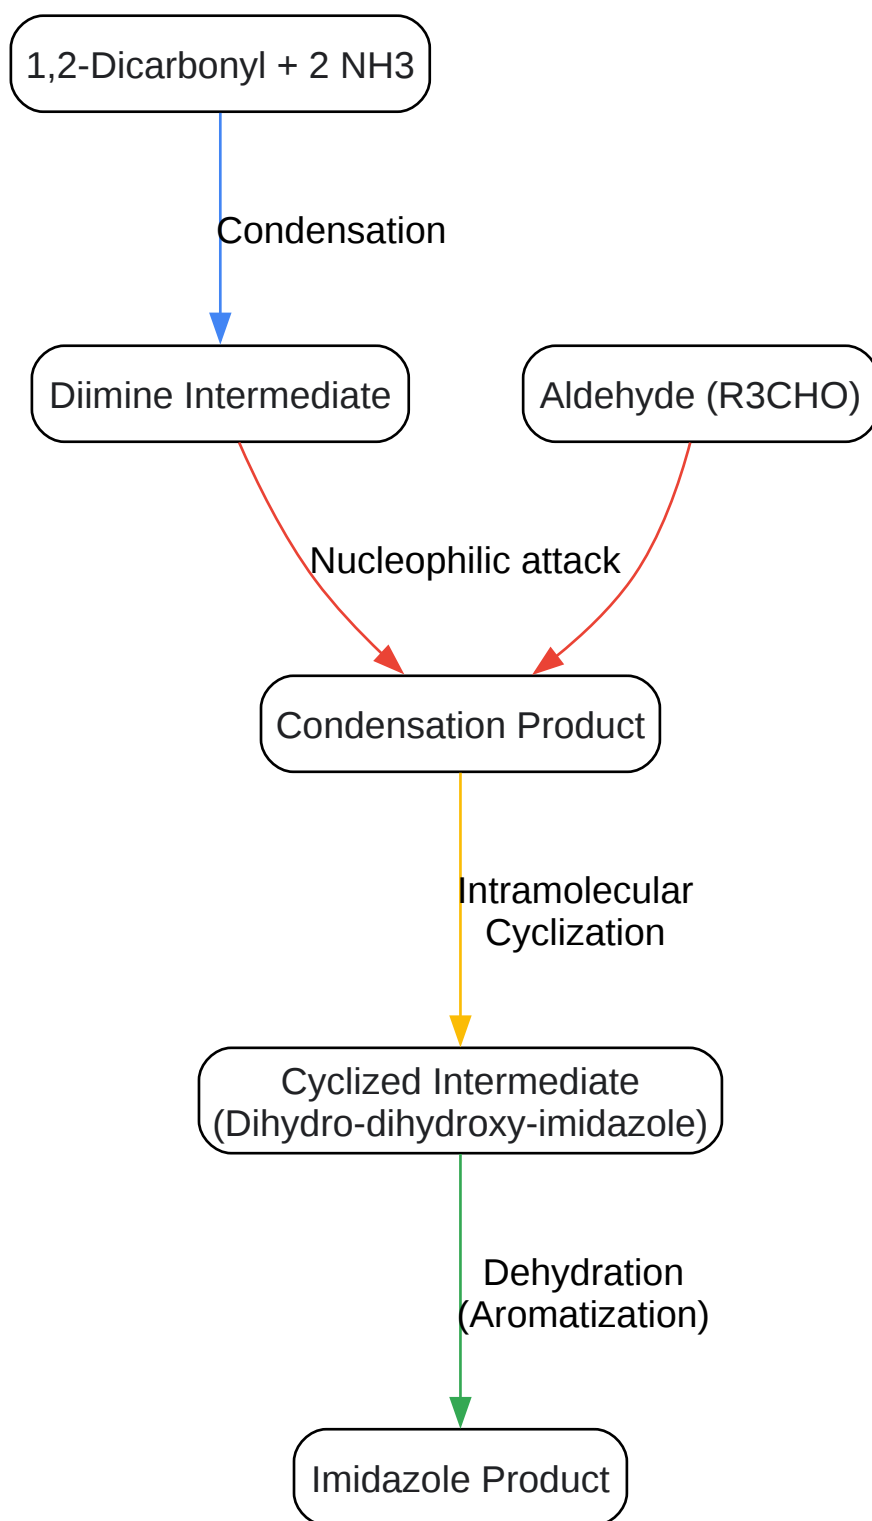 1,2-Dicarbonyl + 2 NH3
Condensation
Diimine Intermediate
Aldehyde (R3CHO)
Nucleophilic attack
Condensation Product
Intramolecular
Cyclization
Cyclized Intermediate
(Dihydro-dihydroxy-imidazole)
Dehydration
(Aromatization)
Imidazole Product